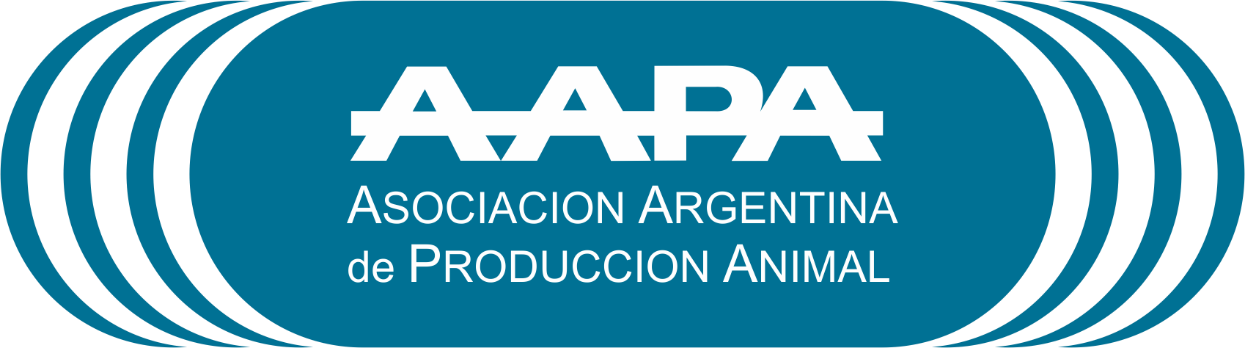 AAPA
ASOCIACION ARGENTINA
de PRODUCCION ANIMAL